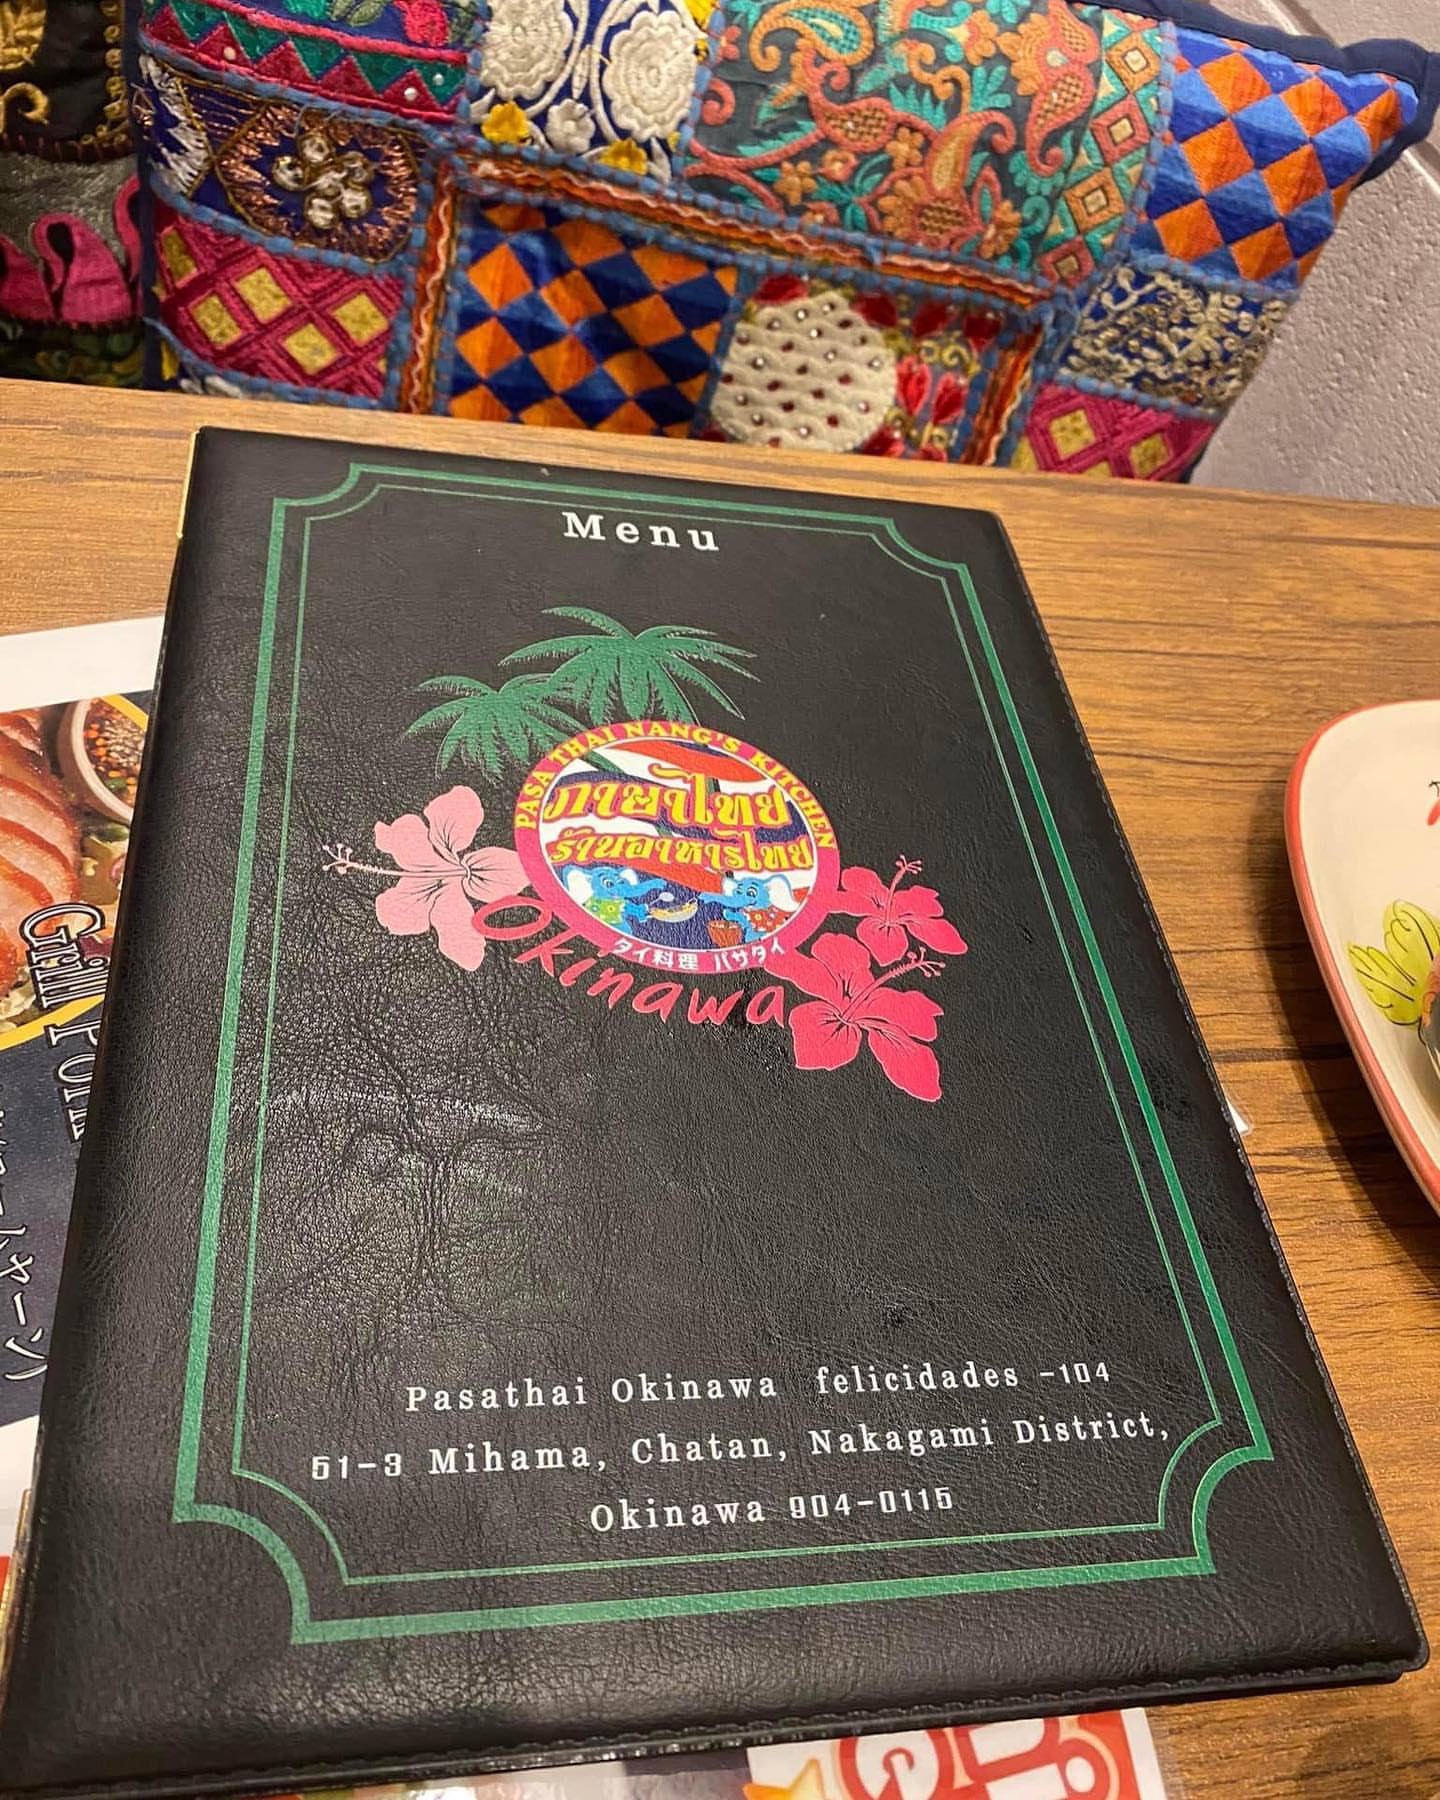 Menu
PASA THAI NANG'S KITCHEN
ภาษาไทย
ร้านอาหารไทย
タイ料理 パサタイ
Okinawa
Pasathai Okinawa felicidades -104
51-3 Mihama, Chatan, Nakagami District,
Okinawa 904-0115
Grill Pork